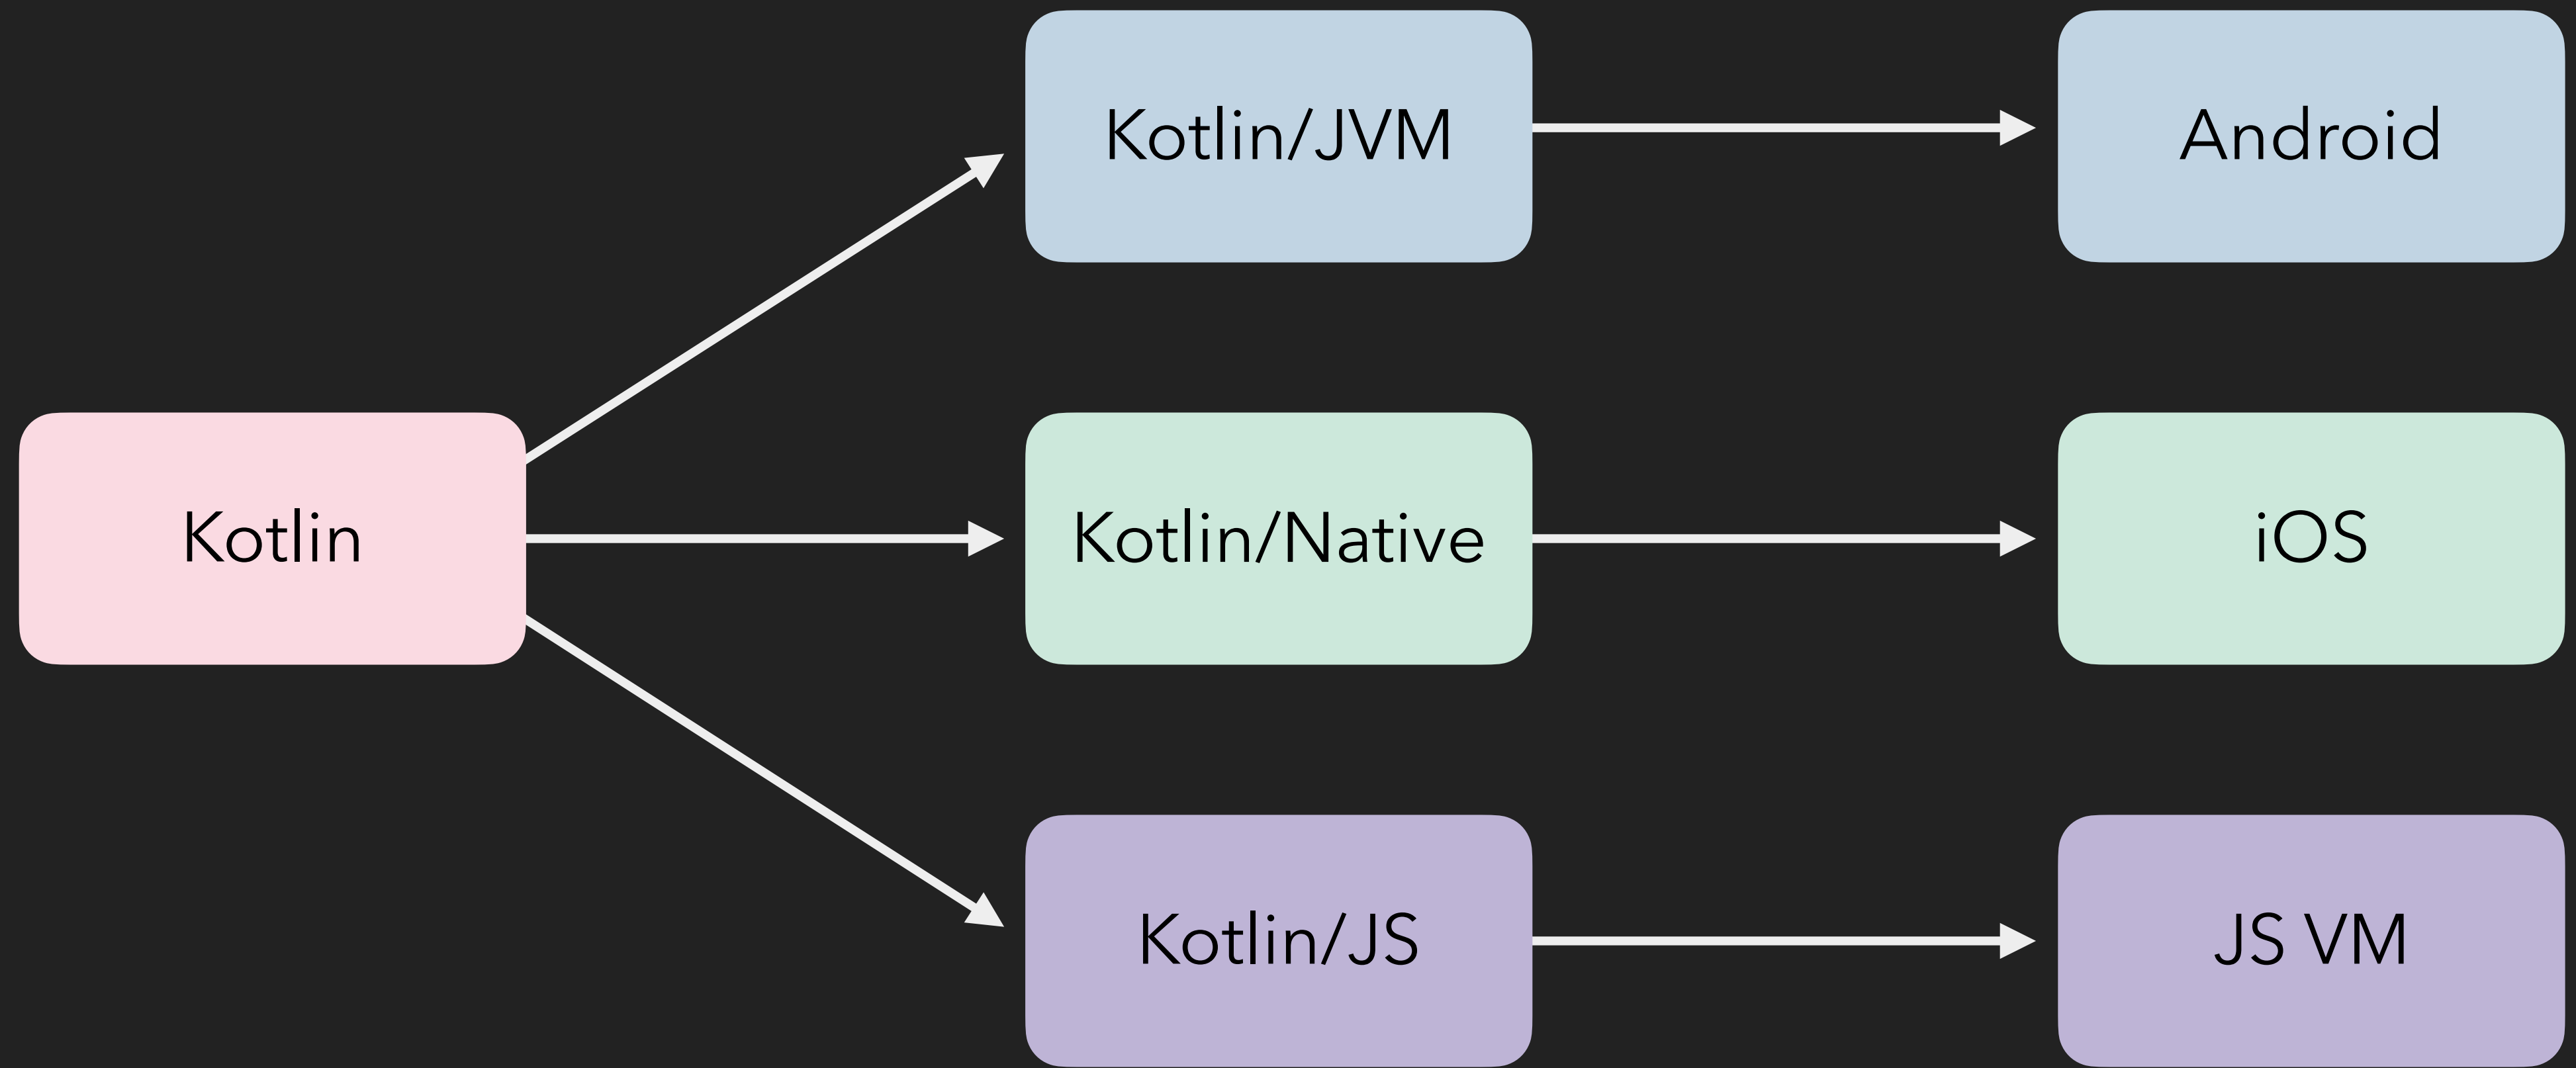 Kotlin/JVM
Android
Kotlin
Kotlin/Native
iOS
Kotlin/JS
JS VM